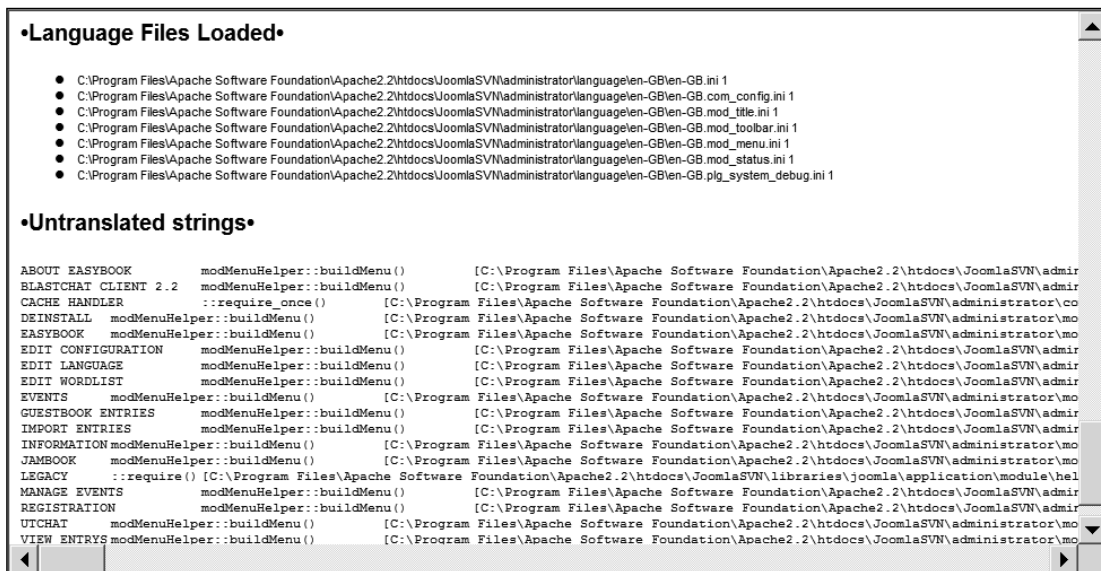 •Language Files Loaded•
● C:\Program Files\Apache Software Foundation\Apache2.2\htdocs\JoomlaSVN\administrator\language\en-GB\en-GB.ini 1
● C:\Program Files\Apache Software Foundation\Apache2.2\htdocs\JoomlaSVN\administrator\language\en-GB\en-GB.com_config.ini 1
● C:\Program Files\Apache Software Foundation\Apache2.2\htdocs\JoomlaSVN\administrator\language\en-GB\en-GB.mod_title.ini 1
● C:\Program Files\Apache Software Foundation\Apache2.2\htdocs\JoomlaSVN\administrator\language\en-GB\en-GB.mod_toolbar.ini 1
● C:\Program Files\Apache Software Foundation\Apache2.2\htdocs\JoomlaSVN\administrator\language\en-GB\en-GB.mod_menu.ini 1
● C:\Program Files\Apache Software Foundation\Apache2.2\htdocs\JoomlaSVN\administrator\language\en-GB\en-GB.mod_status.ini 1
● C:\Program Files\Apache Software Foundation\Apache2.2\htdocs\JoomlaSVN\administrator\language\en-GB\en-GB.plg_system_debug.ini 1
•Untranslated strings•
ABOUT EASYBOOK modMenuHelper::buildMenu() [C:\Program Files\Apache Software Foundation\Apache2.2\htdocs\JoomlaSVN\admir
BLASTCHAT CLIENT 2.2 modMenuHelper::buildMenu() [C:\Program Files\Apache Software Foundation\Apache2.2\htdocs\JoomlaSVN\admir
CACHE HANDLER ::require_once() [C:\Program Files\Apache Software Foundation\Apache2.2\htdocs\JoomlaSVN\administrator\co
DEINSTALL modMenuHelper::buildMenu() [C:\Program Files\Apache Software Foundation\Apache2.2\htdocs\JoomlaSVN\administrator\mo
EASYBOOK modMenuHelper::buildMenu() [C:\Program Files\Apache Software Foundation\Apache2.2\htdocs\JoomlaSVN\administrator\mo
EDIT CONFIGURATION modMenuHelper::buildMenu() [C:\Program Files\Apache Software Foundation\Apache2.2\htdocs\JoomlaSVN\admir
EDIT LANGUAGE modMenuHelper::buildMenu() [C:\Program Files\Apache Software Foundation\Apache2.2\htdocs\JoomlaSVN\admir
EDIT WORDLIST modMenuHelper::buildMenu() [C:\Program Files\Apache Software Foundation\Apache2.2\htdocs\JoomlaSVN\admir
EVENTS modMenuHelper::buildMenu() [C:\Program Files\Apache Software Foundation\Apache2.2\htdocs\JoomlaSVN\administrator\mo
GUESTBOOK ENTRIES modMenuHelper::buildMenu() [C:\Program Files\Apache Software Foundation\Apache2.2\htdocs\JoomlaSVN\admir
IMPORT ENTRIES modMenuHelper::buildMenu() [C:\Program Files\Apache Software Foundation\Apache2.2\htdocs\JoomlaSVN\admir
INFORMATION modMenuHelper::buildMenu() [C:\Program Files\Apache Software Foundation\Apache2.2\htdocs\JoomlaSVN\administrator\mo
JAMBOOK modMenuHelper::buildMenu() [C:\Program Files\Apache Software Foundation\Apache2.2\htdocs\JoomlaSVN\administrator\mo
LEGACY ::require() [C:\Program Files\Apache Software Foundation\Apache2.2\htdocs\JoomlaSVN\libraries\joomla\application\module\hel
MANAGE EVENTS modMenuHelper::buildMenu() [C:\Program Files\Apache Software Foundation\Apache2.2\htdocs\JoomlaSVN\admir
REGISTRATION modMenuHelper::buildMenu() [C:\Program Files\Apache Software Foundation\Apache2.2\htdocs\JoomlaSVN\admir
UTCHAT modMenuHelper::buildMenu() [C:\Program Files\Apache Software Foundation\Apache2.2\htdocs\JoomlaSVN\administrator\mo
VIEW ENTRYS modMenuHelper::buildMenu() [C:\Program Files\Apache Software Foundation\Apache2.2\htdocs\JoomlaSVN\administrator\mo